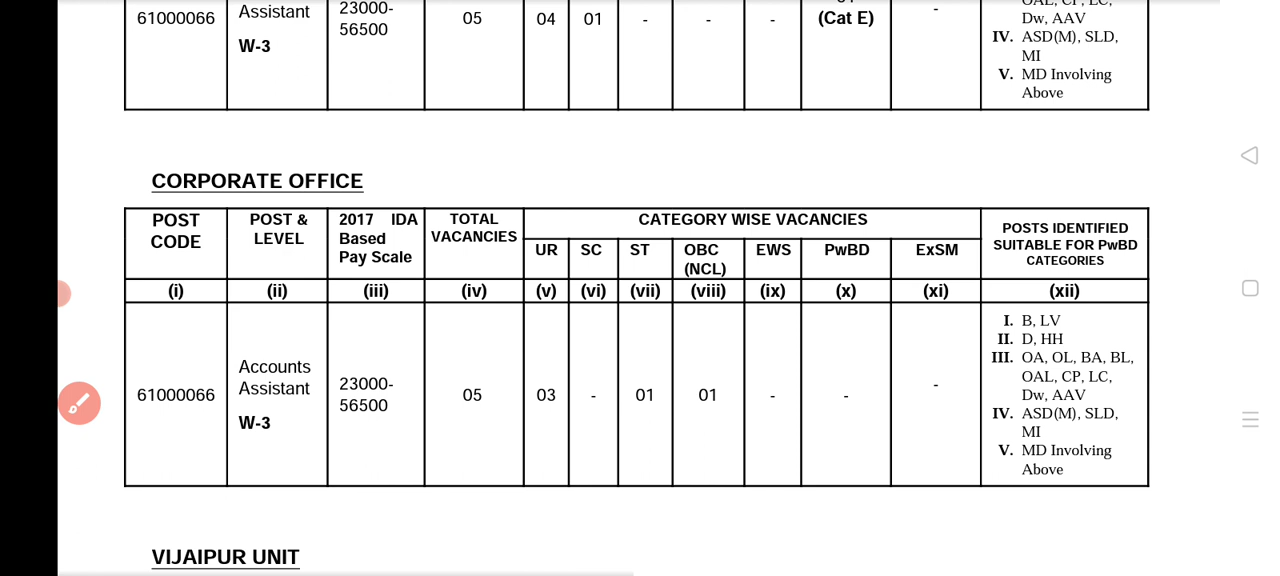 61000066 Assistant W-3 23000-56500 05 04 01 - - - (Cat E) -
Dw, AAV
IV. ASD(M), SLD, MI
V. MD Involving Above
CORPORATE OFFICE
POST CODE POST & LEVEL 2017 IDA Based Pay Scale TOTAL VACANCIES CATEGORY WISE VACANCIES POSTS IDENTIFIED SUITABLE FOR PwBD CATEGORIES
UR SC ST OBC (NCL) EWS PwBD ExSM
(i) (ii) (iii) (iv) (v) (vi) (vii) (viii) (ix) (x) (xi) (xii)
61000066 Accounts Assistant W-3 23000-56500 05 03 - 01 01 - - -
I. B, LV
II. D, HH
III. OA, OL, BA, BL,
OAL, CP, LC,
Dw, AAV
IV. ASD(M), SLD,
MI
V. MD Involving
Above
VIJAIPUR UNIT